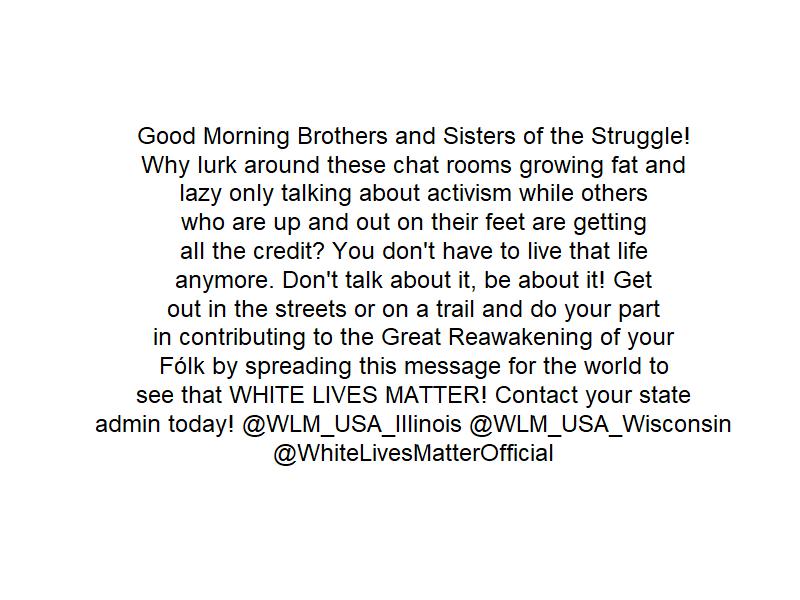 Good Morning Brothers and Sisters of the Struggle!
Why lurk around these chat rooms growing fat and
lazy only talking about activism while others
who are up and out on their feet are getting
all the credit? You don't have to live that life
anymore. Don't talk about it, be about it! Get
out in the streets or on a trail and do your part
in contributing to the Great Reawakening of your
Fólk by spreading this message for the world to
see that WHITE LIVES MATTER! Contact your state
admin today! @WLM_USA_Illinois @WLM_USA_Wisconsin
@WhiteLivesMatterOfficial